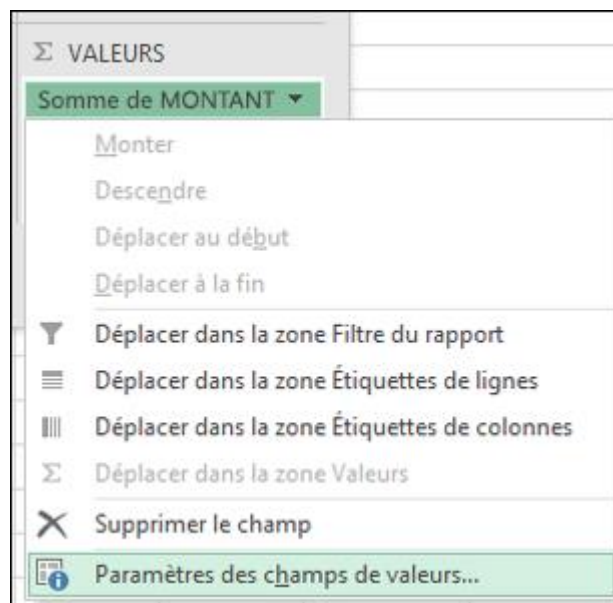 Σ VALEURS
Somme de MONTANT
Monter
Descendre
Déplacer au début
Déplacer à la fin
Déplacer dans la zone Filtre du rapport
Déplacer dans la zone Étiquettes de lignes
Déplacer dans la zone Étiquettes de colonnes
Σ Déplacer dans la zone Valeurs
Supprimer le champ
Paramètres des champs de valeurs...